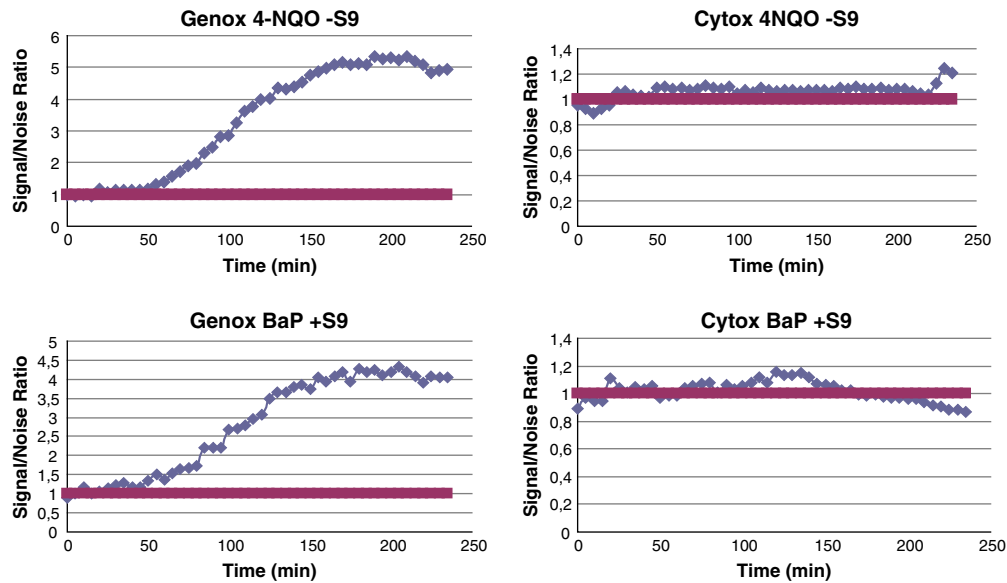 Genox 4-NQO -S9
Signal/Noise Ratio
6
5
4
3
2
1
0
0 50 100 150 200 250
Time (min)
Cytox 4NQO -S9
Signal/Noise Ratio
1,4
1,2
1
0,8
0,6
0,4
0,2
0
0 50 100 150 200 250
Time (min)
Genox BaP +S9
Signal/Noise Ratio
5
4,5
4
3,5
3
2,5
2
1,5
1
0,5
0
0 50 100 150 200 250
Time (min)
Cytox BaP +S9
Signal/Noise Ratio
1,4
1,2
1
0,8
0,6
0,4
0,2
0
0 50 100 150 200 250
Time (min)